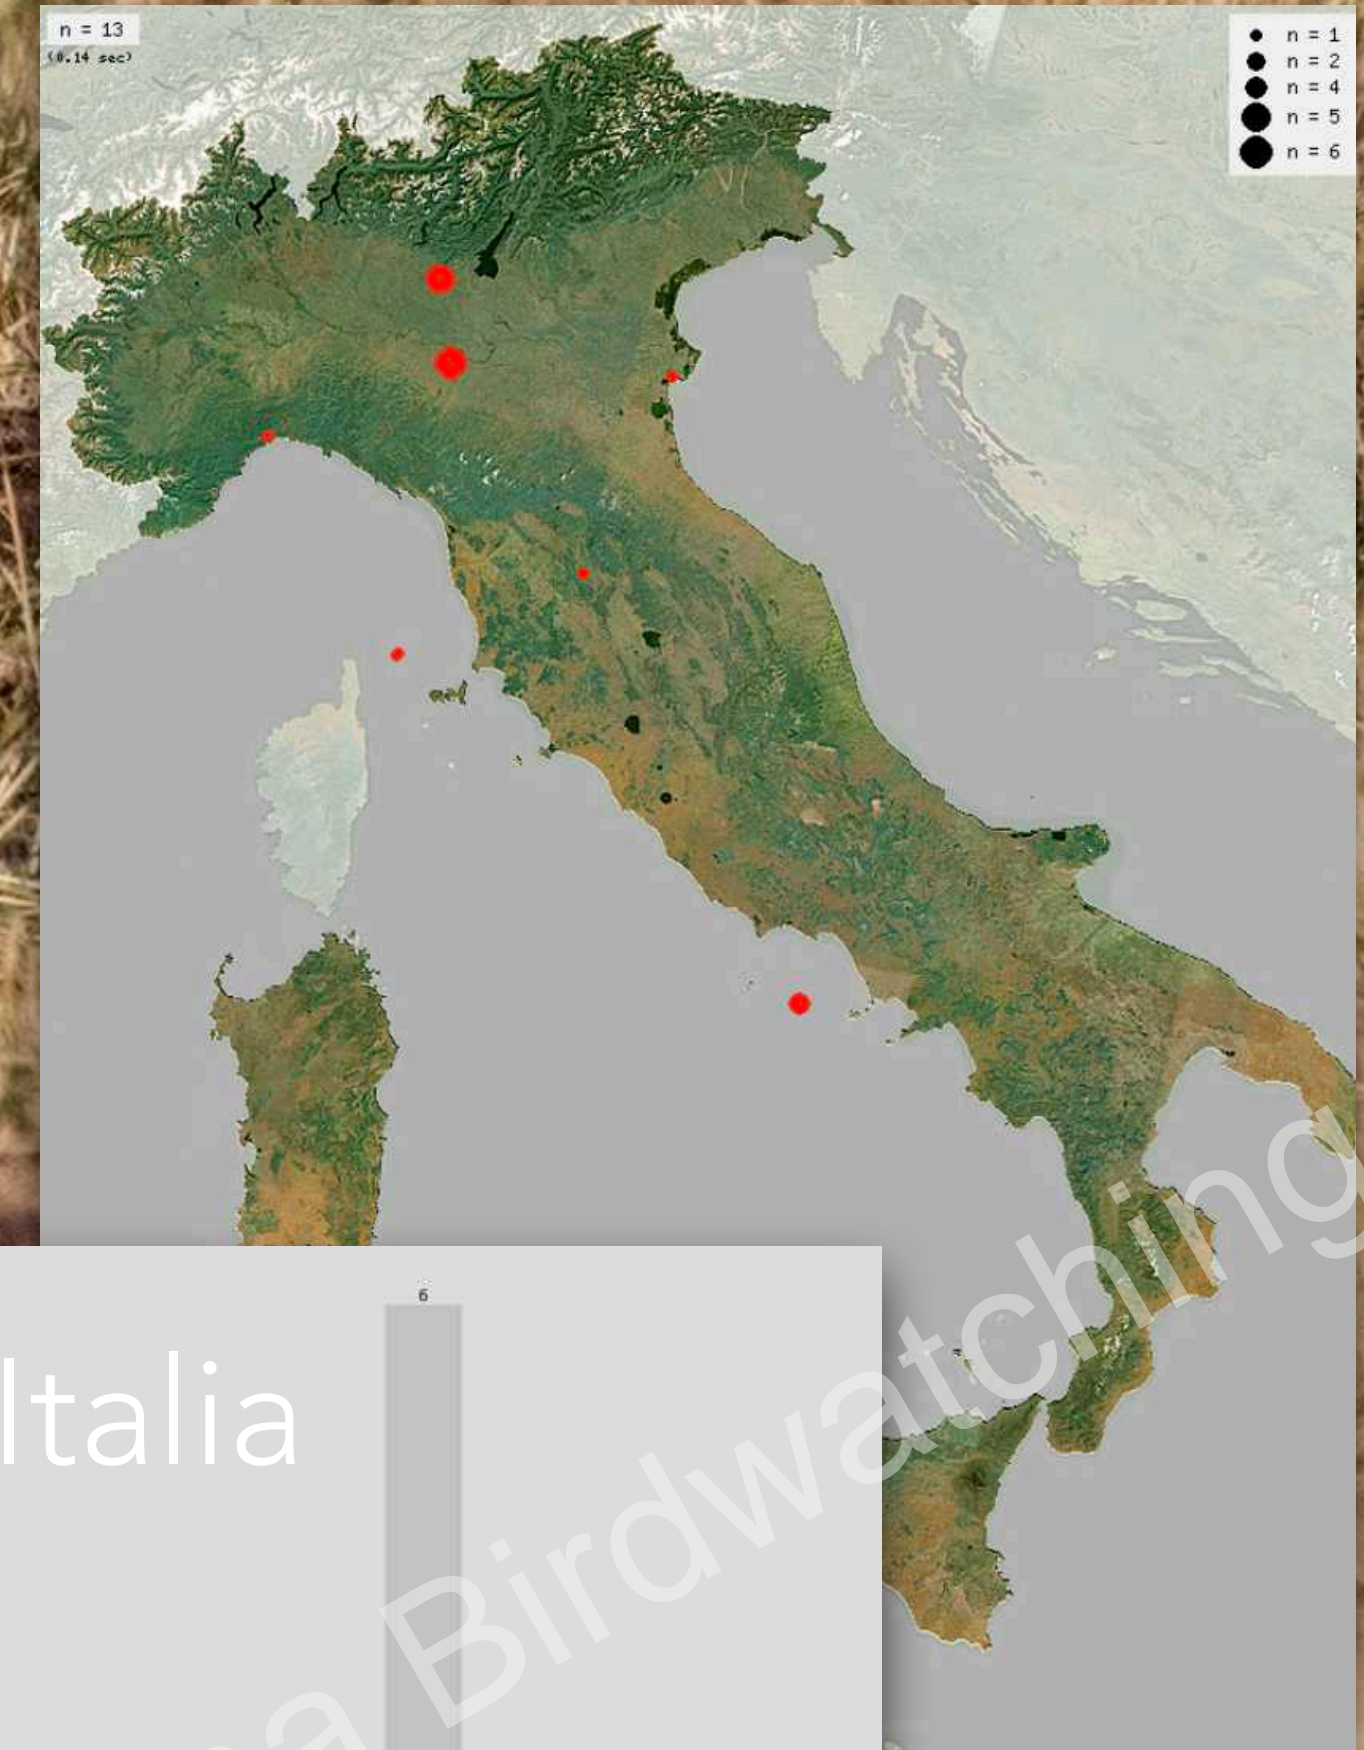 n = 13
(0.14 sec)
n = 1
n = 2
n = 4
n = 5
n = 6
6
Italia
Birdwatching